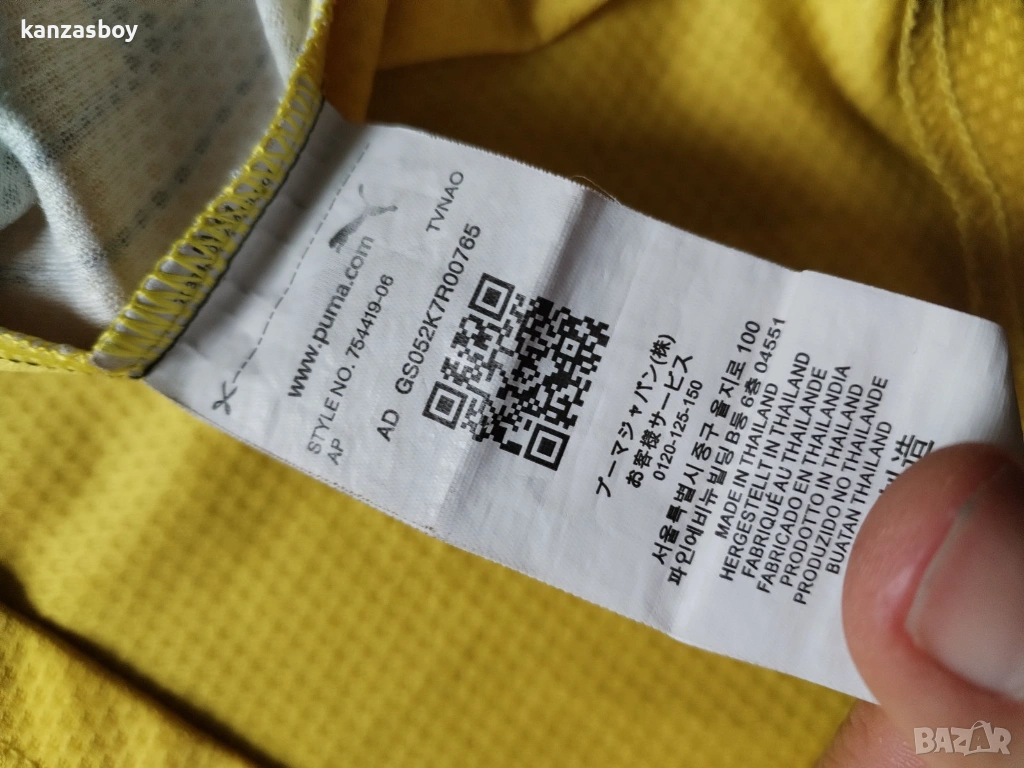 kanzasboy
www.puma.com
STYLE NO. 754419-06
AP
TVNAO
AD GS052K7R00765
プーマジャパン(株)
お客様サービス
0120-125-150
서울특별시 중구 을지로 100
파인에비뉴빌딩 B동 6층 04551
MADE IN THAILAND
HERGESTELLT IN THAILAND
FABRIQUÉ AU THAILANDE
FABRICADO EN THAILANDIA
PRODOTTO IN THAILANDIA
PRODUZIDO NO THAILAND
BUATAN THAILAND
BAZAR